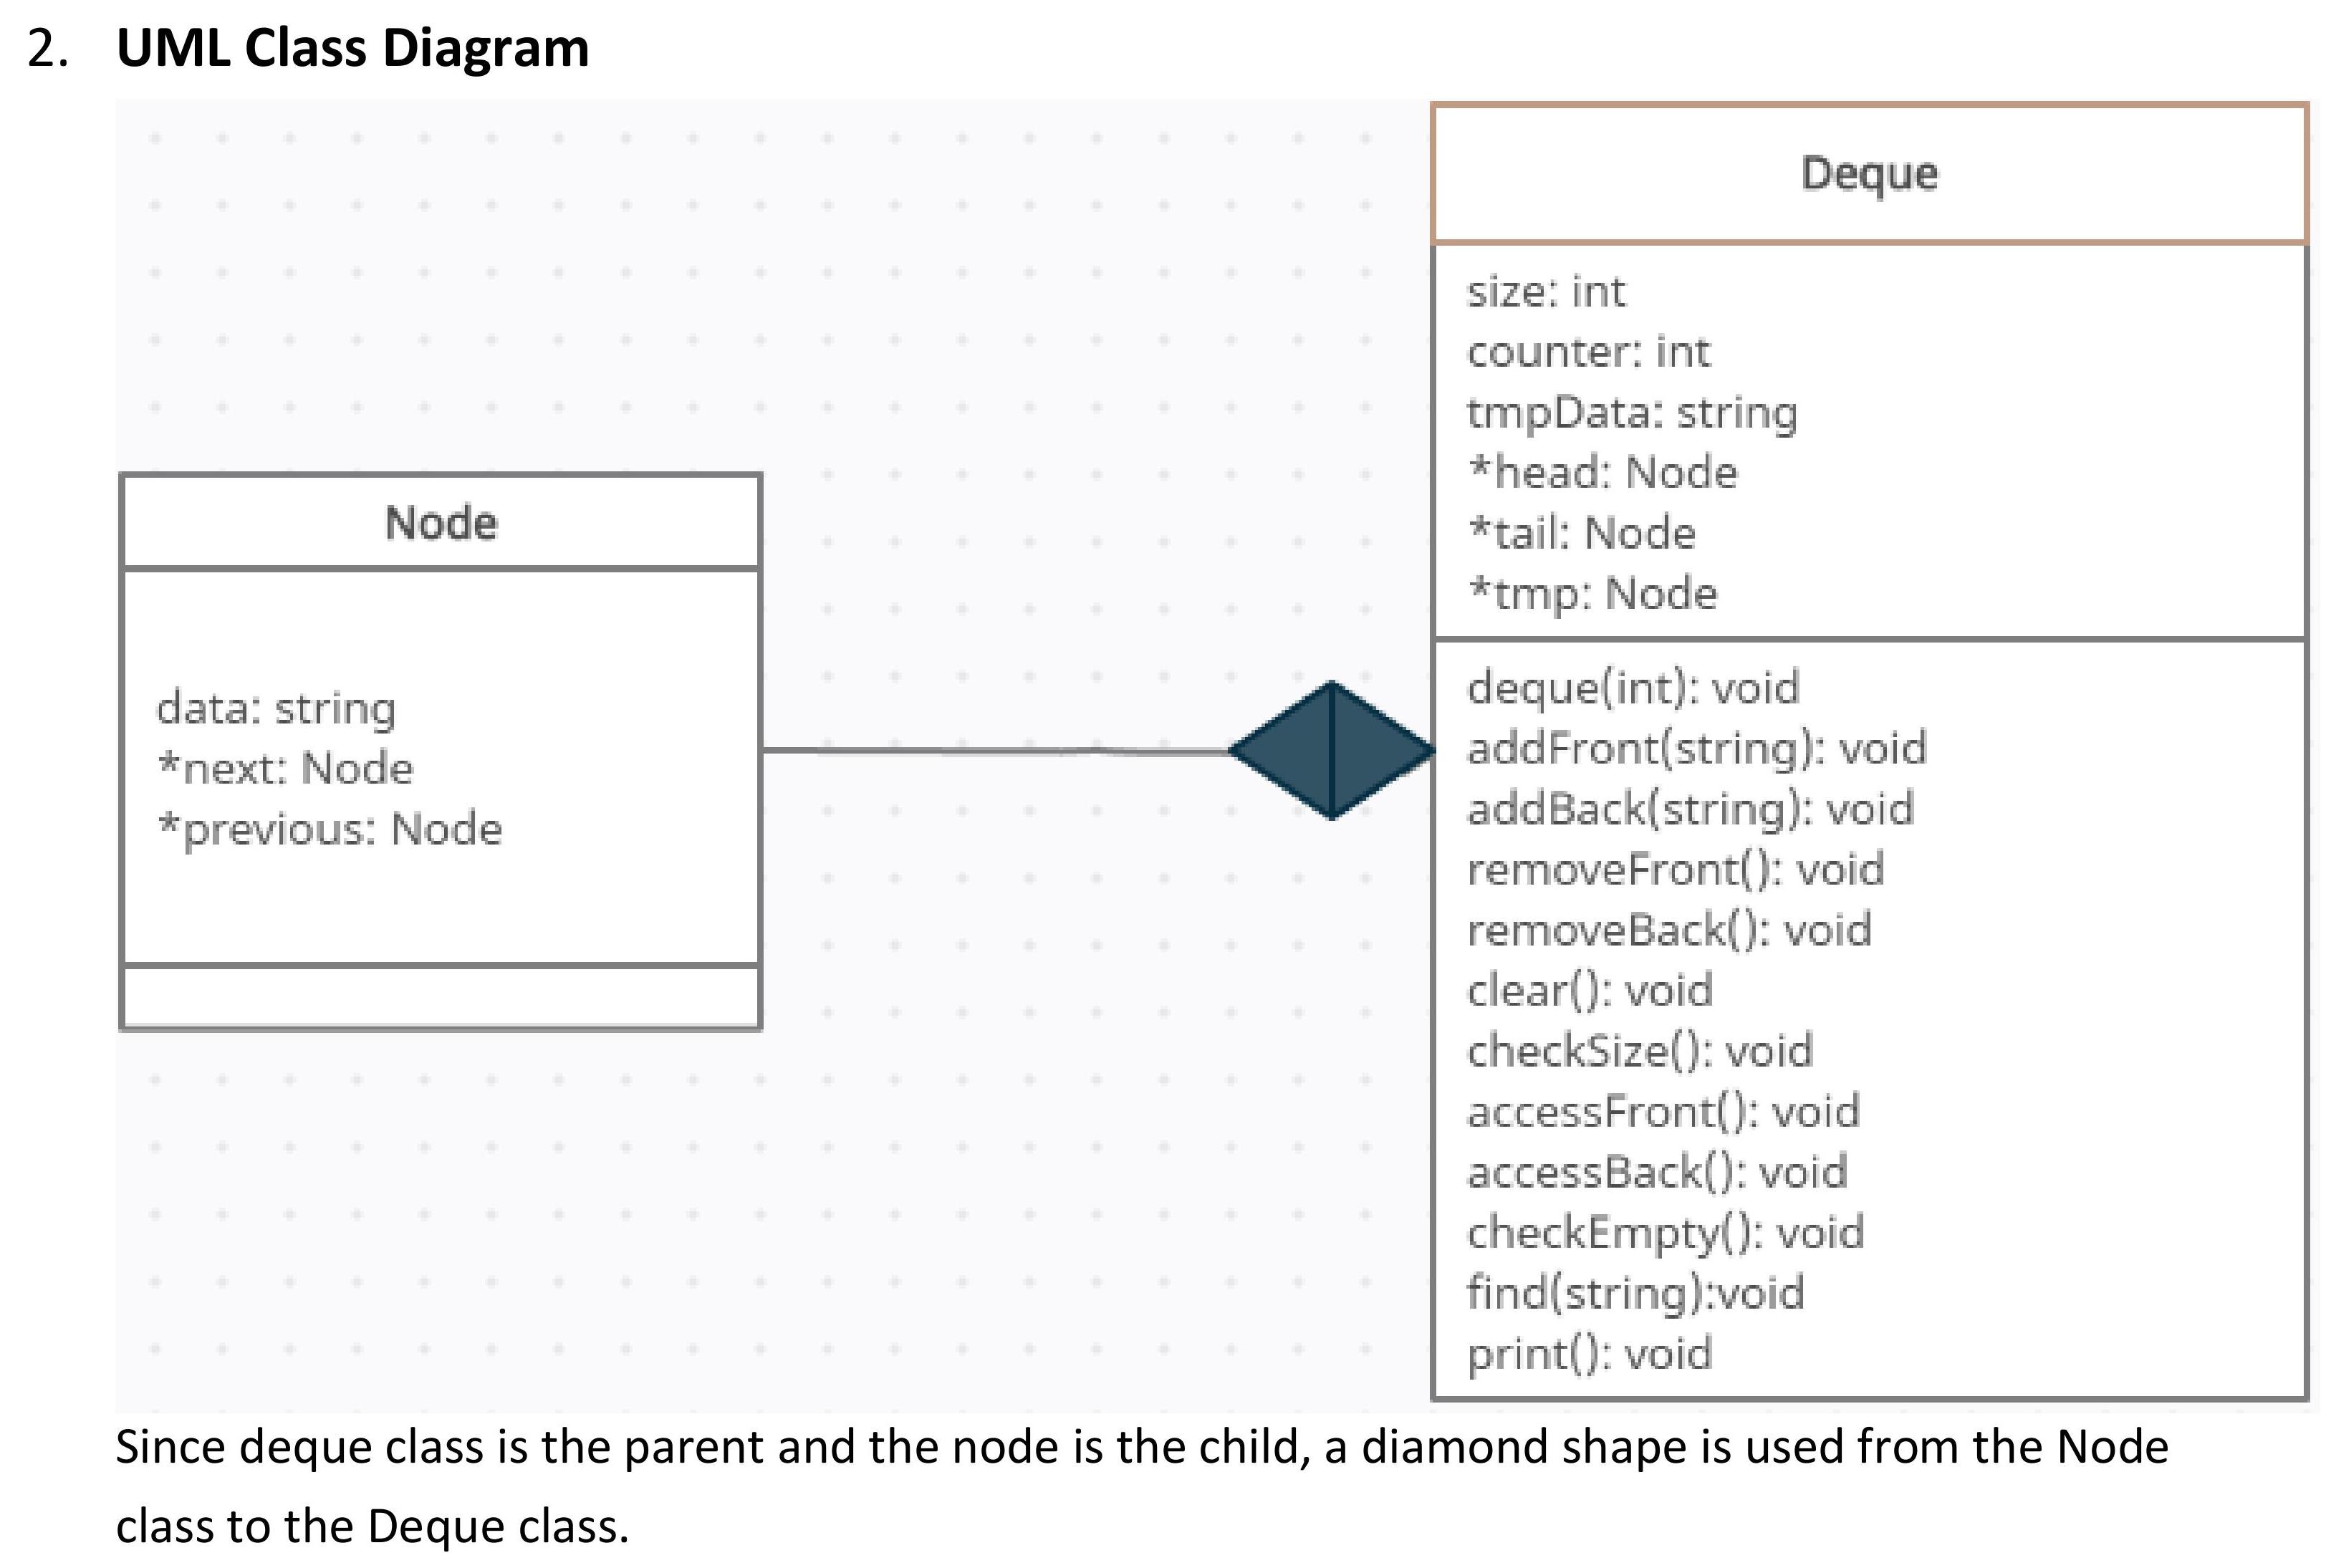 2. UML Class Diagram
Node
data: string
*next: Node
*previous: Node
Deque
size: int
counter: int
tmpData: string
*head: Node
*tail: Node
*tmp: Node
deque(int): void
addFront(string): void
addBack(string): void
removeFront(): void
removeBack(): void
clear(): void
checkSize(): void
accessFront(): void
accessBack(): void
checkEmpty(): void
find(string):void
print(): void
Since deque class is the parent and the node is the child, a diamond shape is used from the Node
class to the Deque class.